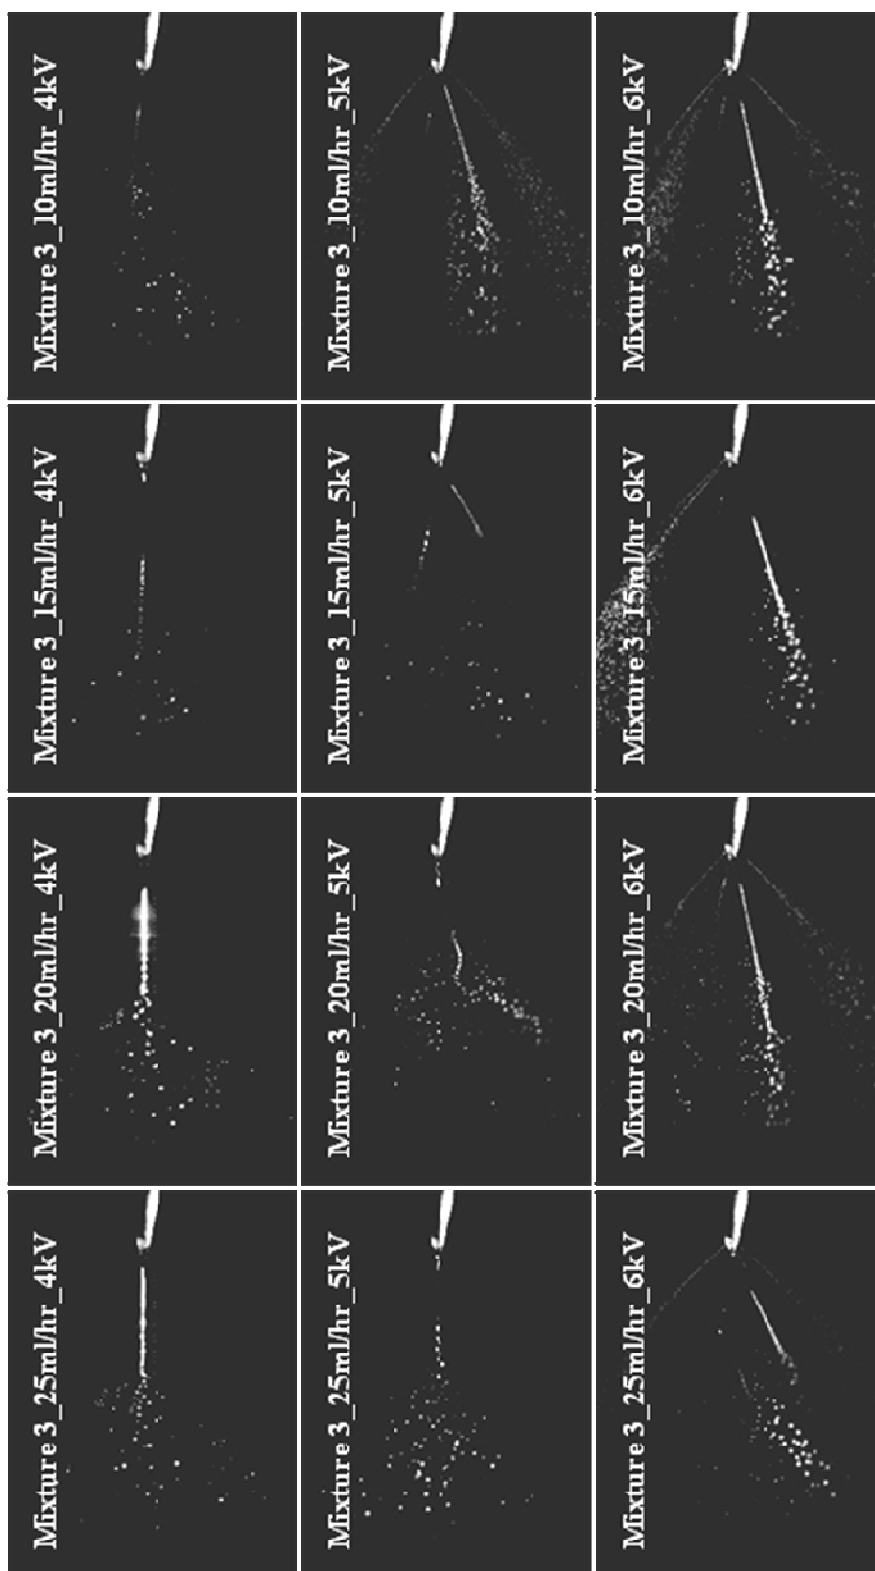 Mixture 3_10ml/hr_4kV
Mixture 3_10ml/hr_5kV
Mixture 3_10ml/hr_6kV
Mixture 3_15ml/hr_4kV
Mixture 3_15ml/hr_5kV
Mixture 3_15ml/hr_6kV
Mixture 3_20ml/hr_4kV
Mixture 3_20ml/hr_5kV
Mixture 3_20ml/hr_6kV
Mixture 3_25ml/hr_4kV
Mixture 3_25ml/hr_5kV
Mixture 3_25ml/hr_6kV